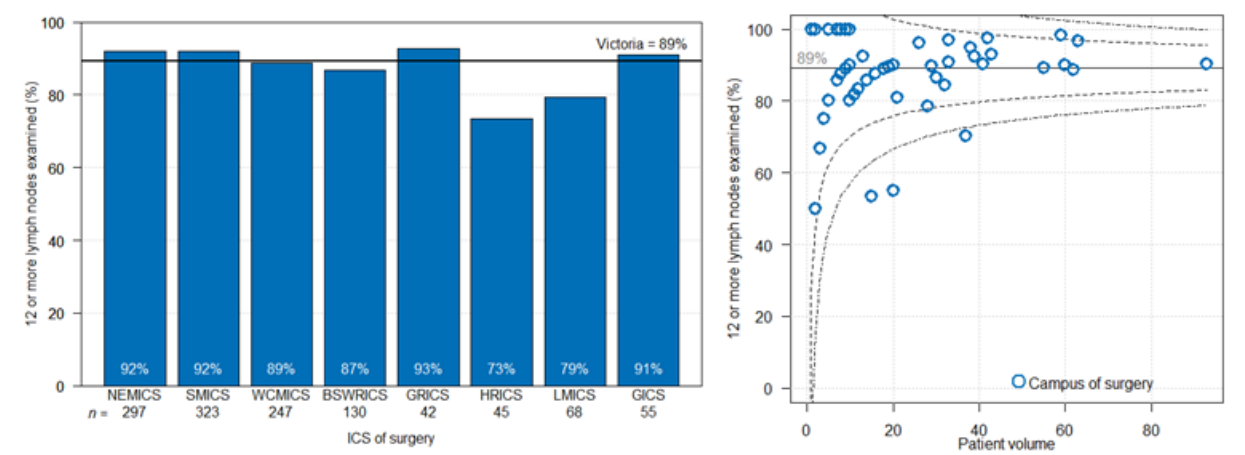 12 or more lymph nodes examined (%)
100
80
60
40
20
0
Victoria = 89%
92% 92% 89% 87% 93% 73% 79% 91%
NEMICS SMICS WCMICS BSWRICS GRICS HRICS LMICS GICS
n = 297 323 247 130 42 45 68 55
ICS of surgery
12 or more lymph nodes examined (%)
100
80
60
40
20
0
89%
Campus of surgery
0 20 40 60 80
Patient volume